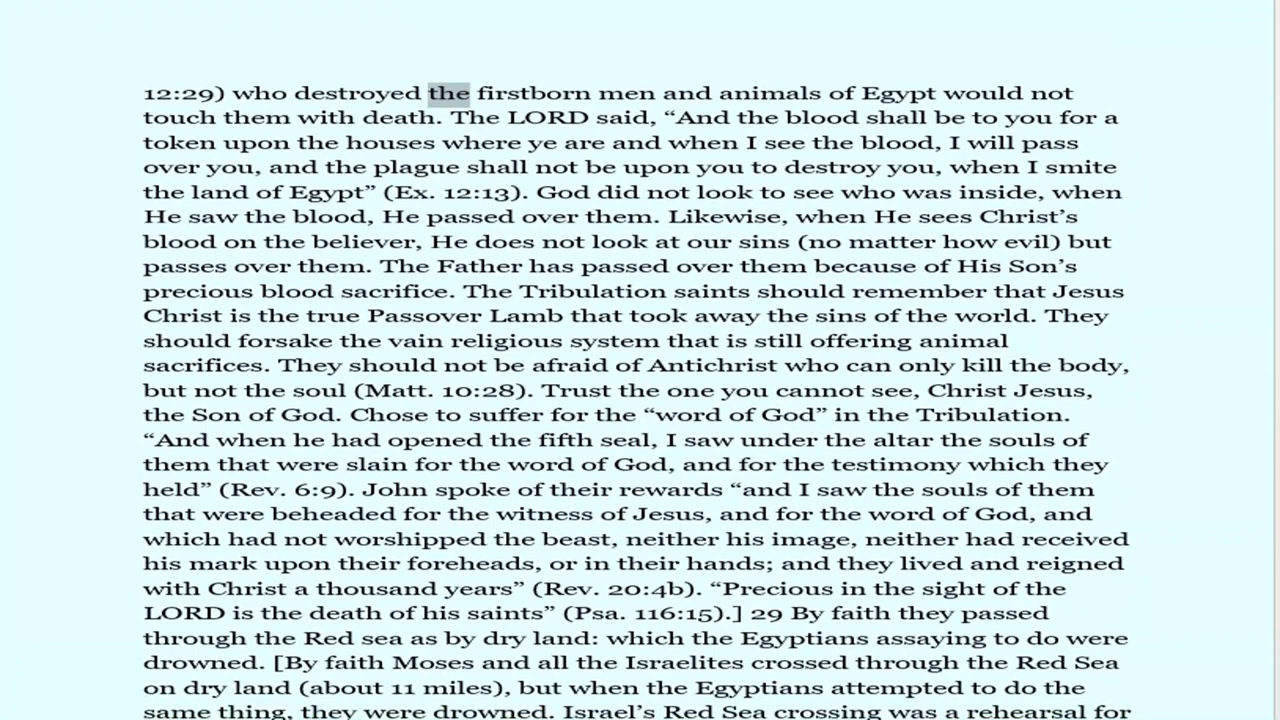 12:29) who destroyed the firstborn men and animals of Egypt would not
touch them with death. The LORD said, “And the blood shall be to you for a
token upon the houses where ye are and when I see the blood, I will pass
over you, and the plague shall not be upon you to destroy you, when I smite
the land of Egypt” (Ex. 12:13). God did not look to see who was inside, when
He saw the blood, He passed over them. Likewise, when He sees Christ’s
blood on the believer, He does not look at our sins (no matter how evil) but
passes over them. The Father has passed over them because of His Son’s
precious blood sacrifice. The Tribulation saints should remember that Jesus
Christ is the true Passover Lamb that took away the sins of the world. They
should forsake the vain religious system that is still offering animal
sacrifices. They should not be afraid of Antichrist who can only kill the body,
but not the soul (Matt. 10:28). Trust the one you cannot see, Christ Jesus,
the Son of God. Chose to suffer for the “word of God” in the Tribulation.
“And when he had opened the fifth seal, I saw under the altar the souls of
them that were slain for the word of God, and for the testimony which they
held” (Rev. 6:9). John spoke of their rewards “and I saw the souls of them
that were beheaded for the witness of Jesus, and for the word of God, and
which had not worshipped the beast, neither his image, neither had received
his mark upon their foreheads, or in their hands; and they lived and reigned
with Christ a thousand years” (Rev. 20:4b). “Precious in the sight of the
LORD is the death of his saints” (Psa. 116:15).] 29 By faith they passed
through the Red sea as by dry land: which the Egyptians assaying to do were
drowned. [By faith Moses and all the Israelites crossed through the Red Sea
on dry land (about 11 miles), but when the Egyptians attempted to do the
same thing, they were drowned. Israel’s Red Sea crossing was a rehearsal for